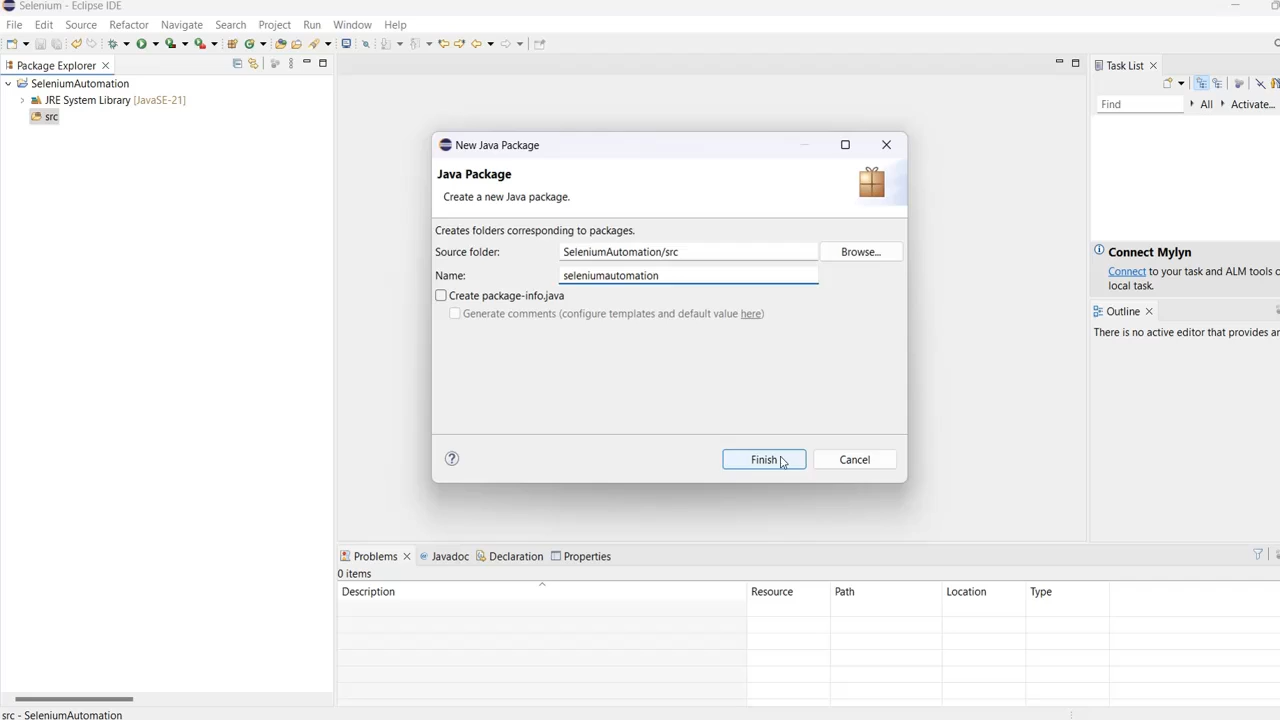 Selenium - Eclipse IDE
File Edit Source Refactor Navigate Search Project Run Window Help
Package Explorer
SeleniumAutomation
JRE System Library [JavaSE-21]
src
New Java Package
Java Package
Create a new Java package.
Creates folders corresponding to packages.
Source folder: SeleniumAutomation/src Browse...
Name: seleniumautomation
Create package-info.java
Generate comments (configure templates and default value here)
? Finish Cancel
Task List
Find All Activate...
Connect Mylyn
Connect to your task and ALM tools o
local task.
Outline
There is no active editor that provides an
Problems Javadoc Declaration Properties
0 items
Description Resource Path Location Type
src - SeleniumAutomation